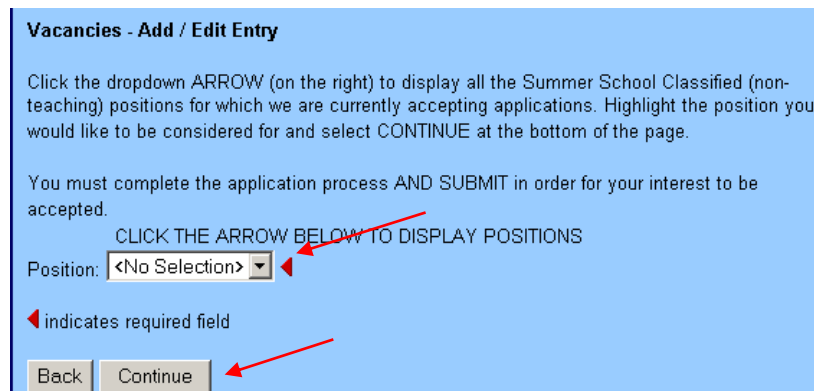 Vacancies - Add / Edit Entry
Click the dropdown ARROW (on the right) to display all the Summer School Classified (non-
teaching) positions for which we are currently accepting applications. Highlight the position you
would like to be considered for and select CONTINUE at the bottom of the page.
You must complete the application process AND SUBMIT in order for your interest to be
accepted.
CLICK THE ARROW BELOW TO DISPLAY POSITIONS
Position: <No Selection>
indicates required field
Back Continue